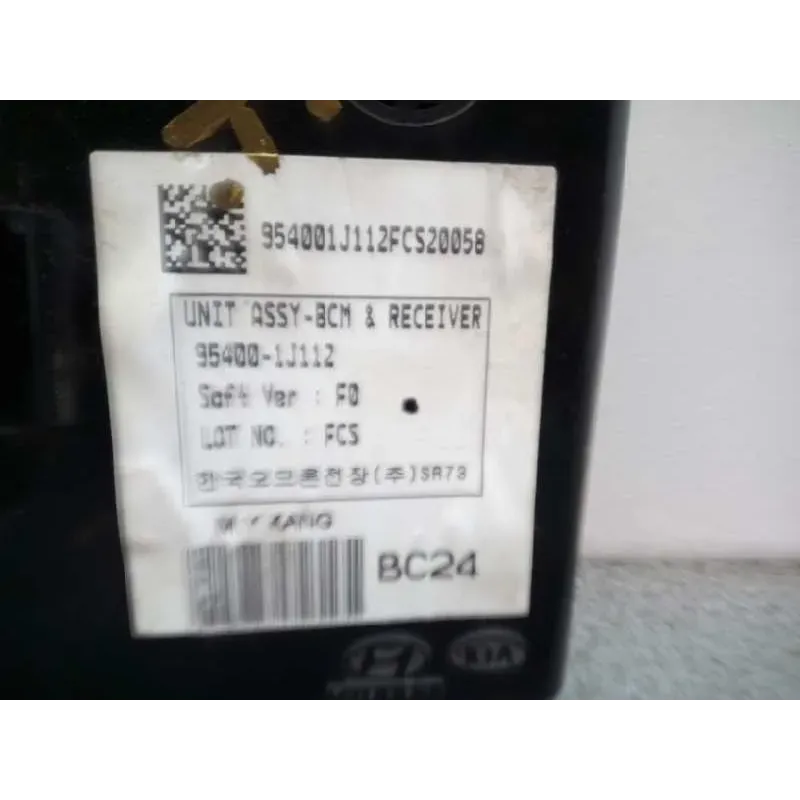 954001J112FCS20058
UNIT ASSY-BCM & RECEIVER
95400-1J112
Soft Ver : F0
LOT NO. : FCS
한국오므론전장(주)SR73
BC24
KIA